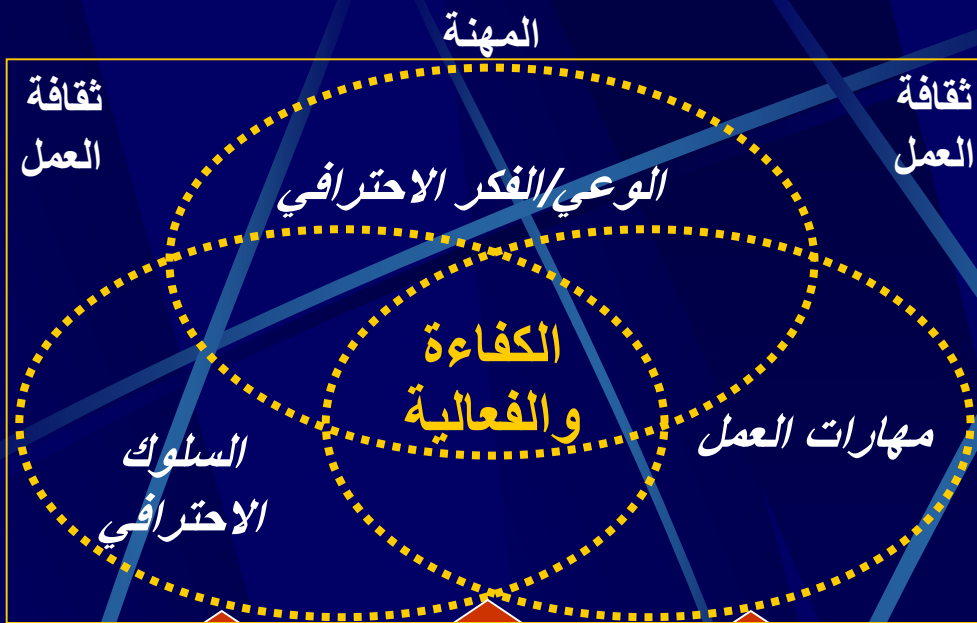 المهنة
ثقافة
العمل
ثقافة
العمل
الوعي/الفكر الاحترافي
الكفاءة
والفعالية
مهارات العمل
السلوك
الاحترافي